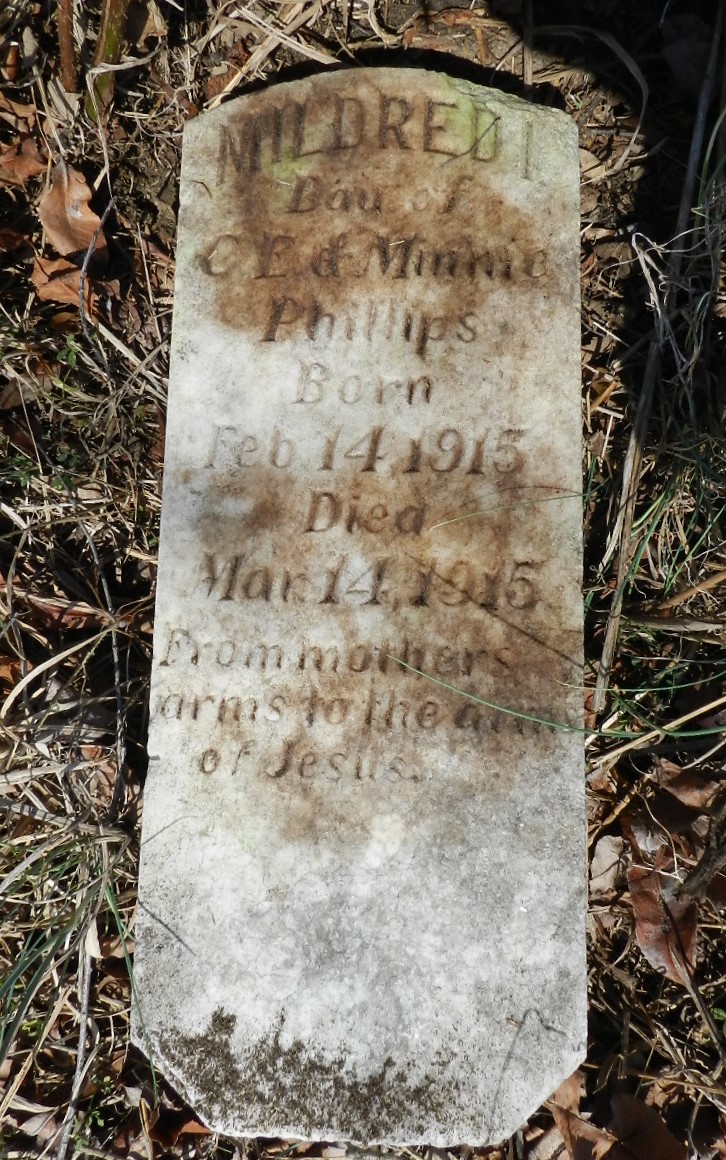 MILDRED I
Dau of
C E & Minnie
Phillips
Born
Feb 14, 1915
Died
Mar. 14, 1915
From mothers
arms to the arms
of Jesus.